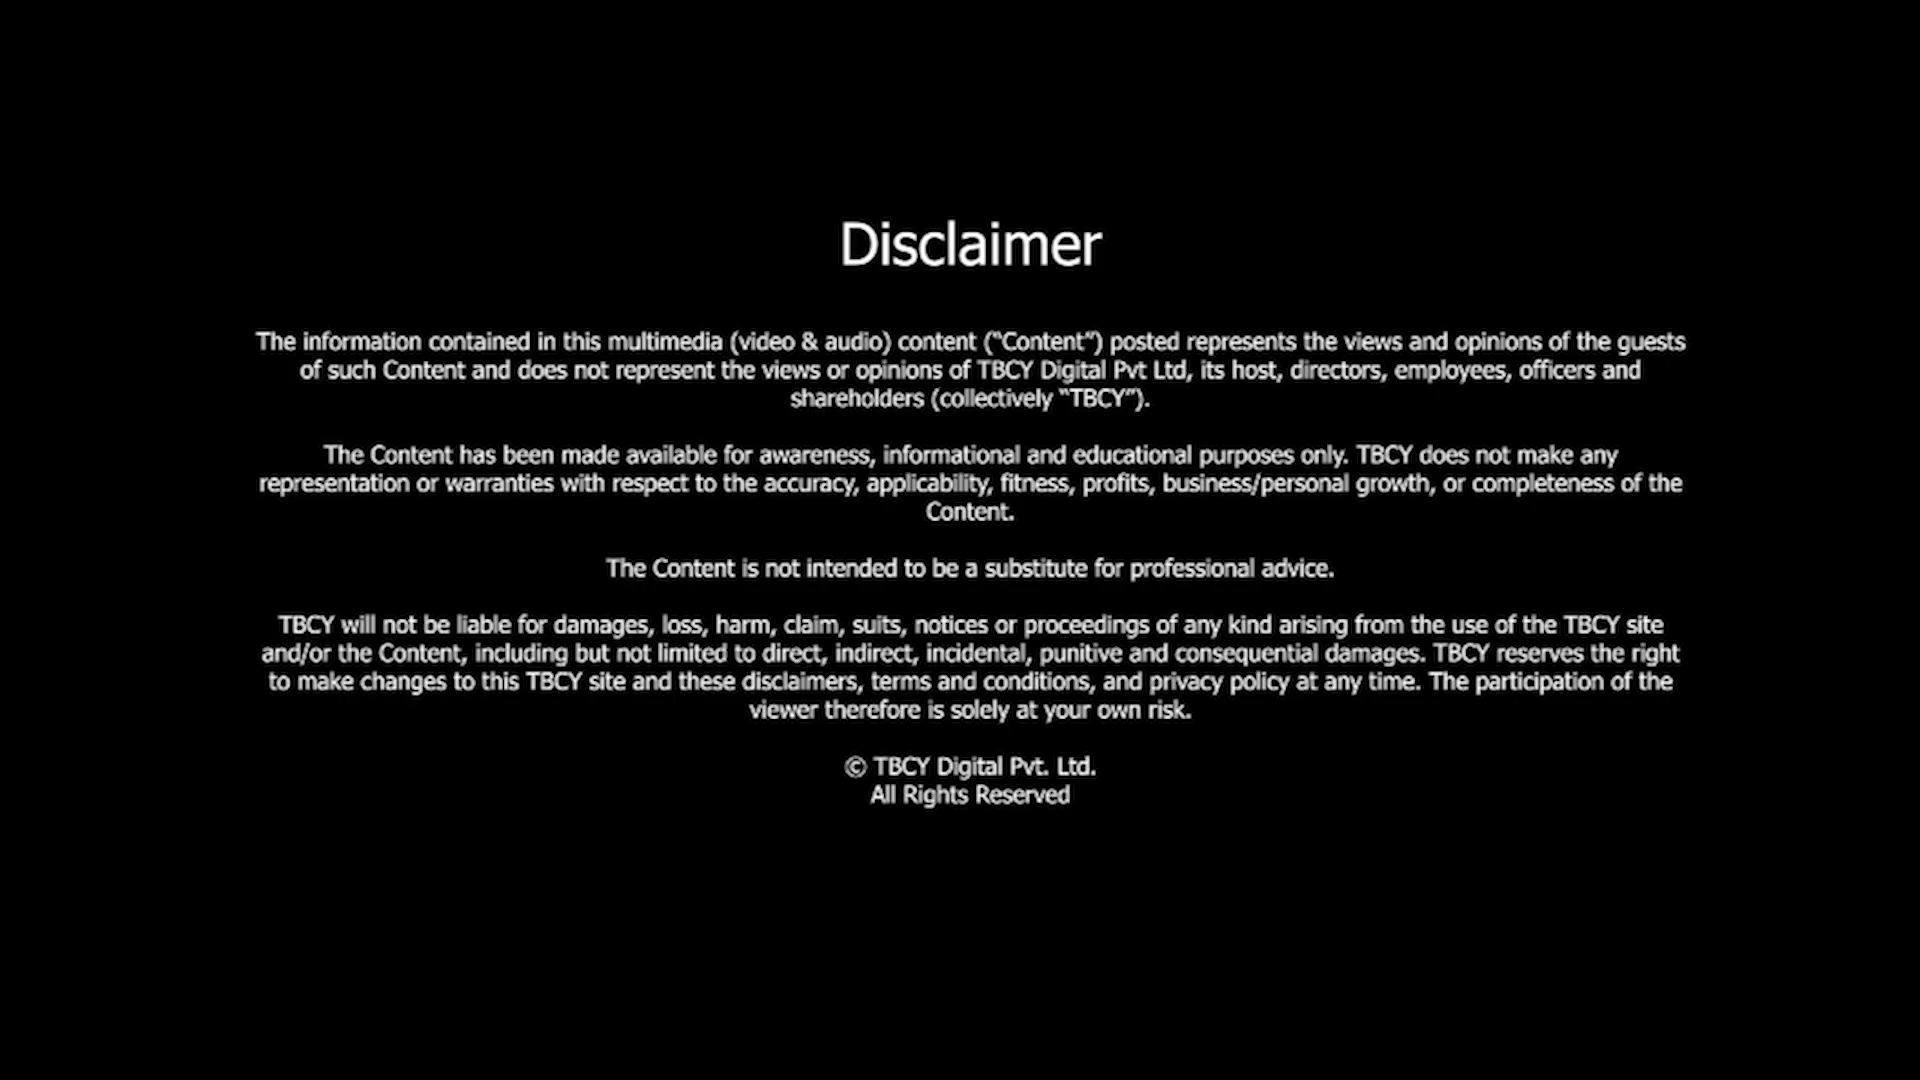 Disclaimer
The information contained in this multimedia (video & audio) content (“Content”) posted represents the views and opinions of the guests
of such Content and does not represent the views or opinions of TBCY Digital Pvt Ltd, its host, directors, employees, officers and
shareholders (collectively “TBCY”).
The Content has been made available for awareness, informational and educational purposes only. TBCY does not make any
representation or warranties with respect to the accuracy, applicability, fitness, profits, business/personal growth, or completeness of the
Content.
The Content is not intended to be a substitute for professional advice.
TBCY will not be liable for damages, loss, harm, claim, suits, notices or proceedings of any kind arising from the use of the TBCY site
and/or the Content, including but not limited to direct, indirect, incidental, punitive and consequential damages. TBCY reserves the right
to make changes to this TBCY site and these disclaimers, terms and conditions, and privacy policy at any time. The participation of the
viewer therefore is solely at your own risk.
© TBCY Digital Pvt. Ltd.
All Rights Reserved